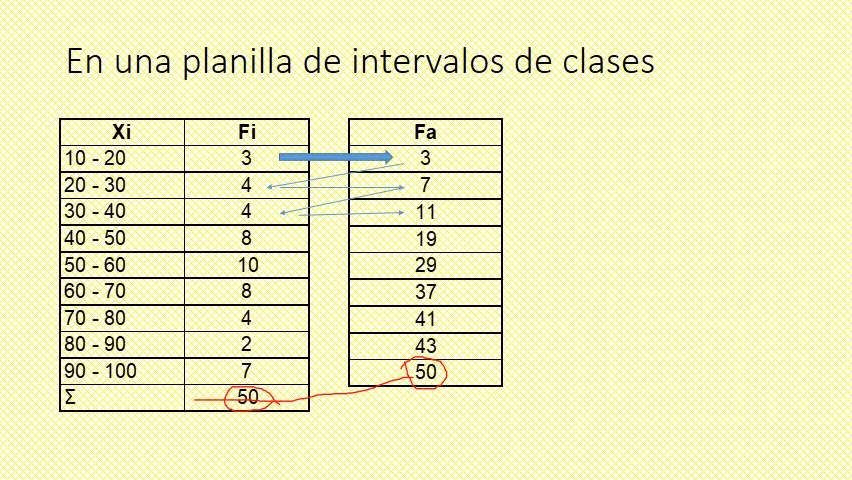 En una planilla de intervalos de clases
Xi Fi Fa
10 - 20 3 3
20 - 30 4 7
30 - 40 4 11
40 - 50 8 19
50 - 60 10 29
60 - 70 8 37
70 - 80 4 41
80 - 90 2 43
90 - 100 7 50
Σ 50